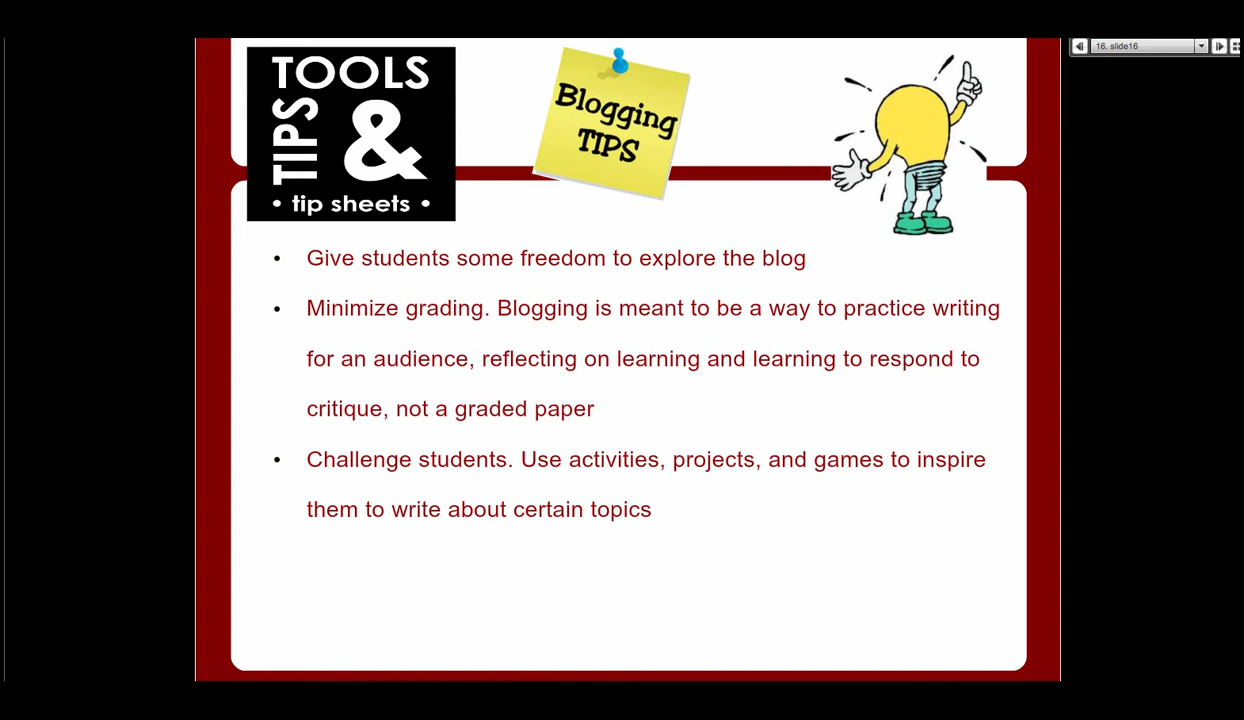 16. slide16
TOOLS
TIPS &
• tip sheets •
Blogging
TIPS
• Give students some freedom to explore the blog
• Minimize grading. Blogging is meant to be a way to practice writing
for an audience, reflecting on learning and learning to respond to
critique, not a graded paper
• Challenge students. Use activities, projects, and games to inspire
them to write about certain topics